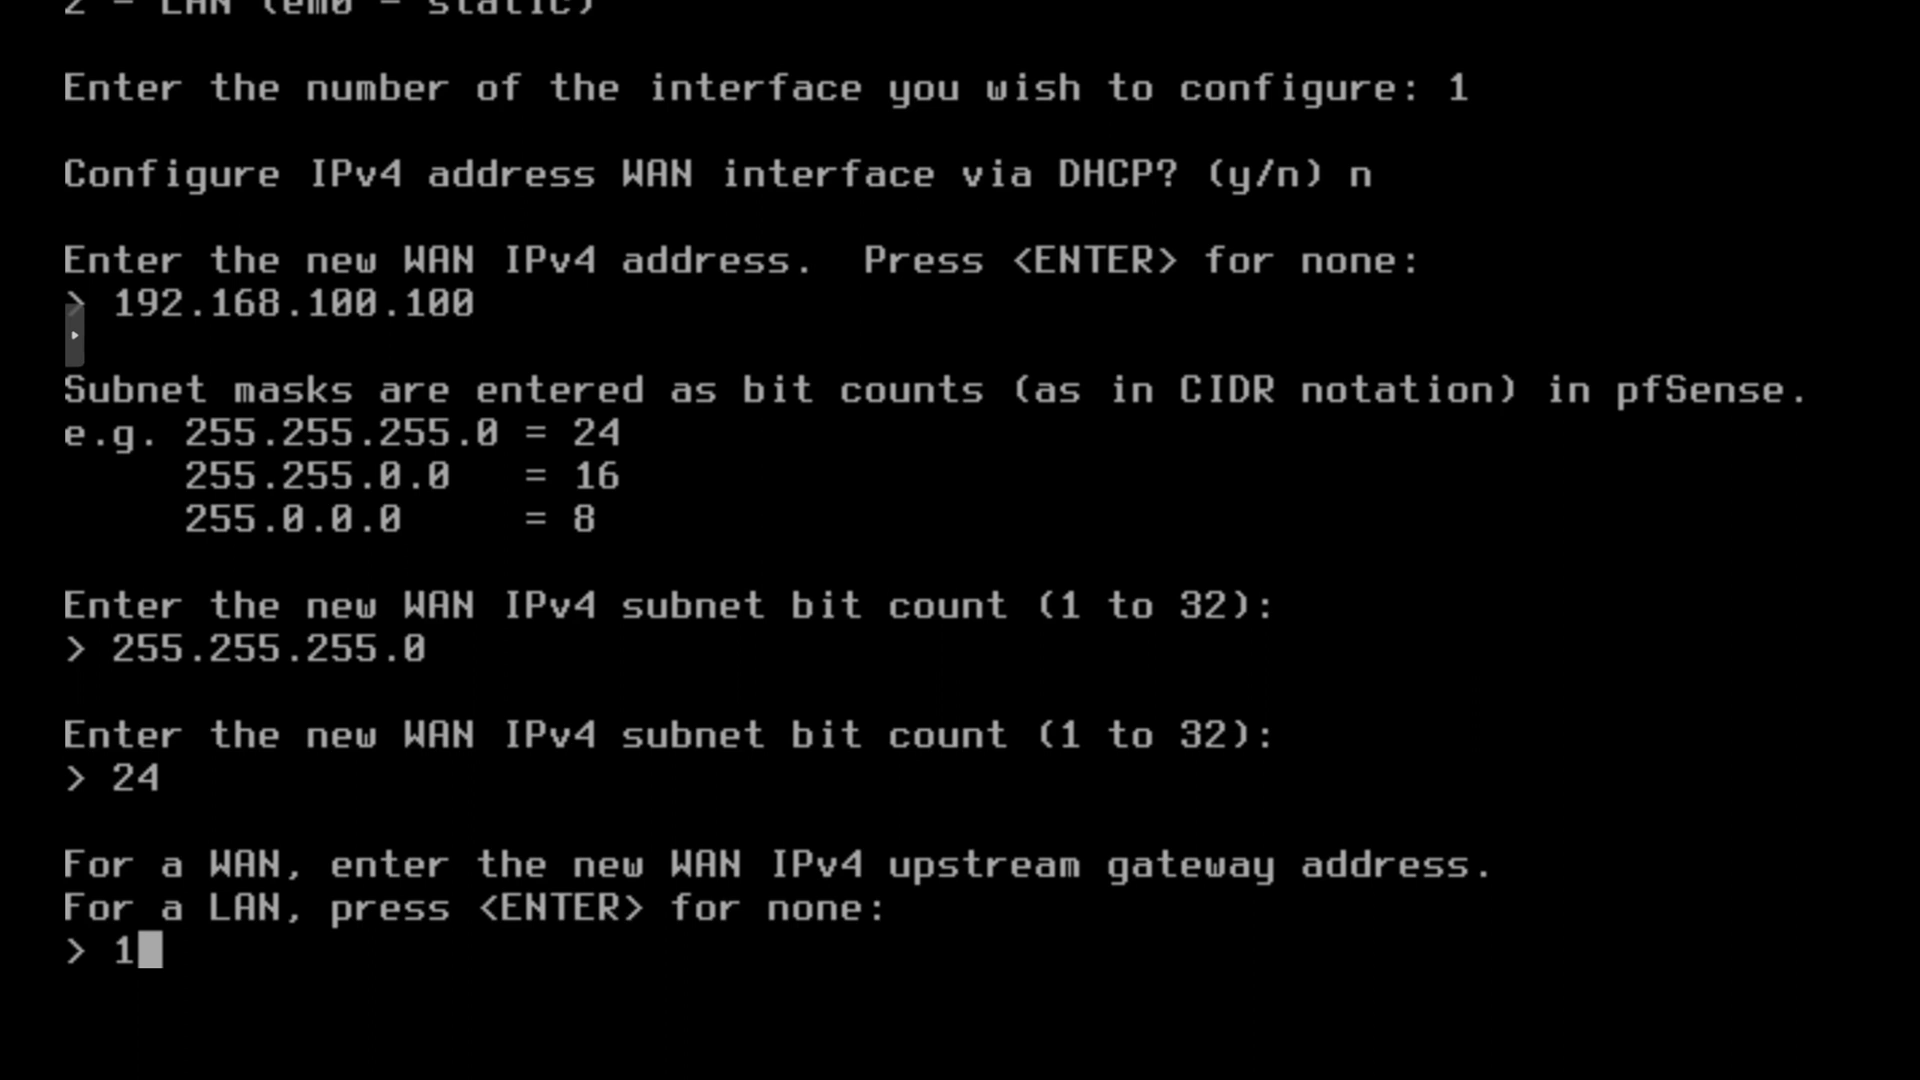 2 - LAN (em0 - static)
Enter the number of the interface you wish to configure: 1
Configure IPv4 address WAN interface via DHCP? (y/n) n
Enter the new WAN IPv4 address.  Press <ENTER> for none:
> 192.168.100.100
Subnet masks are entered as bit counts (as in CIDR notation) in pfSense.
e.g. 255.255.255.0 = 24
     255.255.0.0   = 16
     255.0.0.0     = 8
Enter the new WAN IPv4 subnet bit count (1 to 32):
> 255.255.255.0
Enter the new WAN IPv4 subnet bit count (1 to 32):
> 24
For a WAN, enter the new WAN IPv4 upstream gateway address.
For a LAN, press <ENTER> for none:
> 1